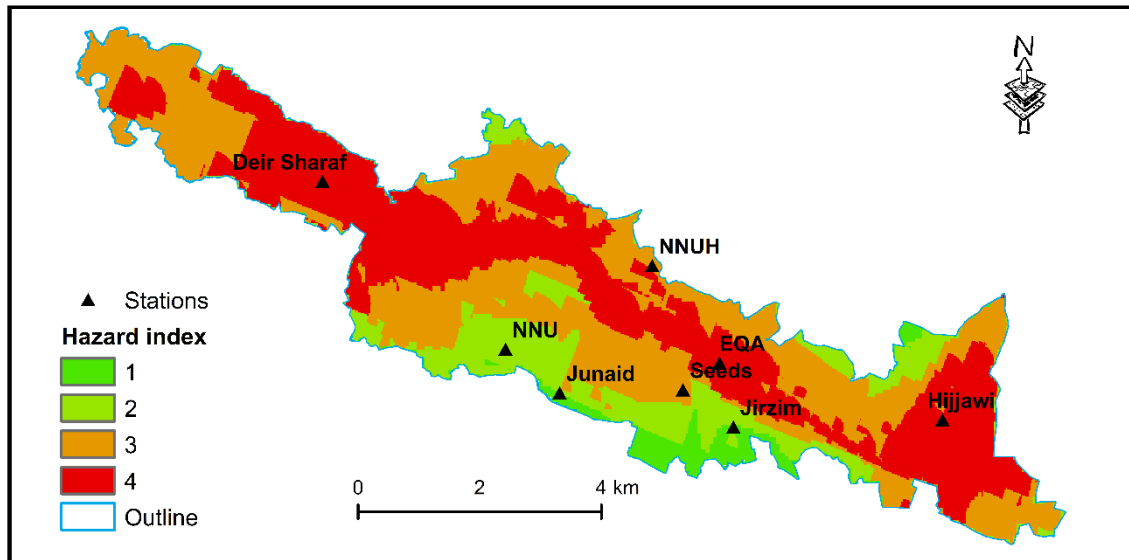 N
Deir Sharaf
NNUH
Stations
Hazard index
1
2
3
4
Outline
NNU
EQA
Junaid
Seeds
Jirzim
Hijjawi
0 2 4 km